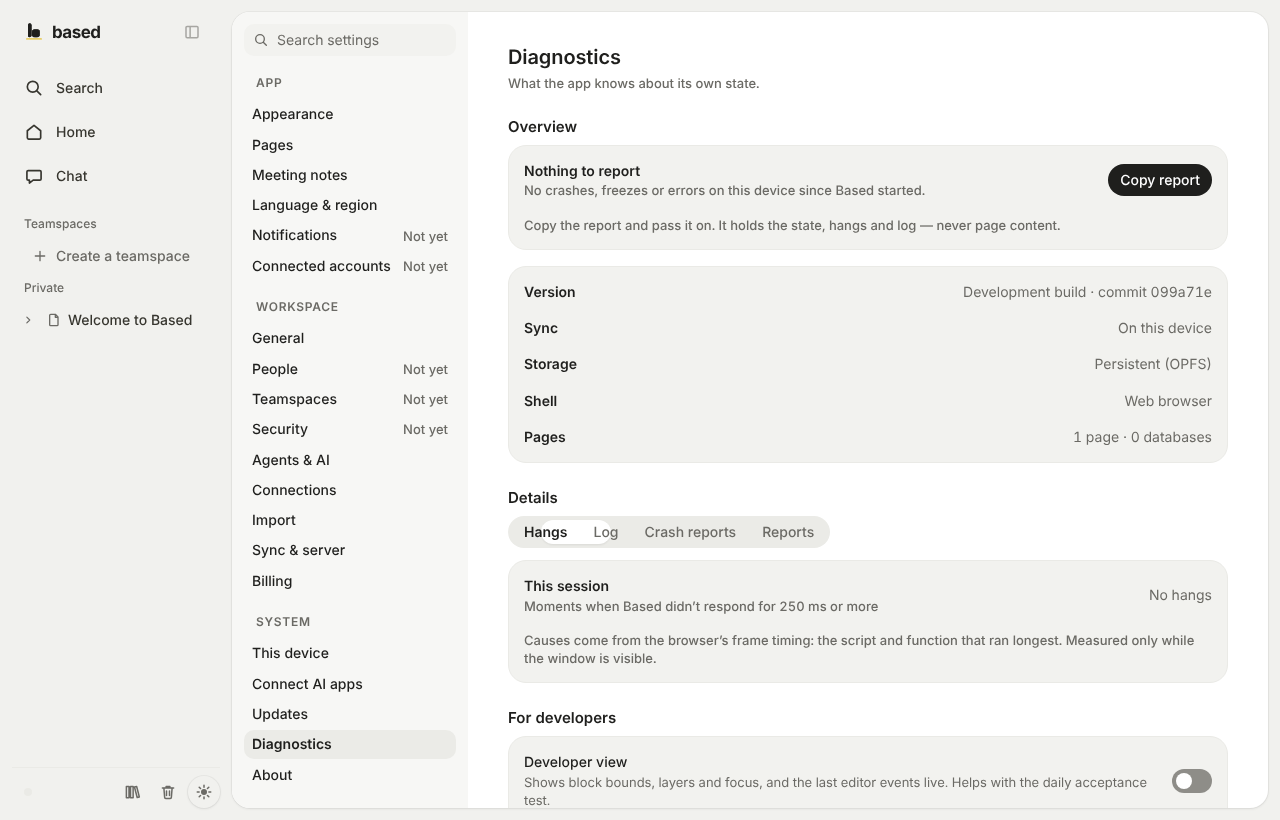 based
Search
Home
Chat
Teamspaces
Create a teamspace
Private
Welcome to Based
Search settings
APP
Appearance
Pages
Meeting notes
Language & region
Notifications Not yet
Connected accounts Not yet
WORKSPACE
General
People Not yet
Teamspaces Not yet
Security Not yet
Agents & AI
Connections
Import
Sync & server
Billing
SYSTEM
This device
Connect AI apps
Updates
Diagnostics
About
Diagnostics
What the app knows about its own state.
Overview
Nothing to report
No crashes, freezes or errors on this device since Based started.
Copy report
Copy the report and pass it on. It holds the state, hangs and log — never page content.
Version Development build · commit 099a71e
Sync On this device
Storage Persistent (OPFS)
Shell Web browser
Pages 1 page · 0 databases
Details
Hangs Log Crash reports Reports
This session
Moments when Based didn’t respond for 250 ms or more
No hangs
Causes come from the browser’s frame timing: the script and function that ran longest. Measured only while
the window is visible.
For developers
Developer view
Shows block bounds, layers and focus, and the last editor events live. Helps with the daily acceptance
test.